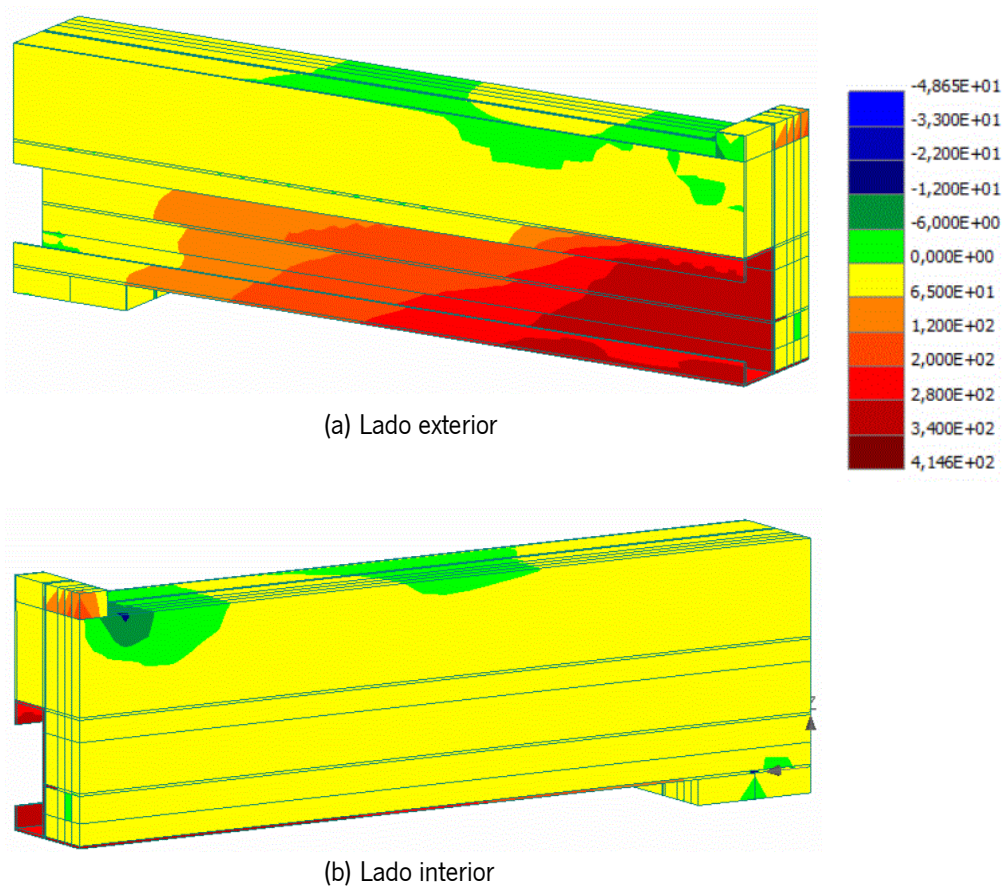 -4,865E+01
-3,300E+01
-2,200E+01
-1,200E+01
-6,000E+00
0,000E+00
6,500E+01
1,200E+02
2,000E+02
2,800E+02
3,400E+02
4,146E+02
(a) Lado exterior
Z
(b) Lado interior